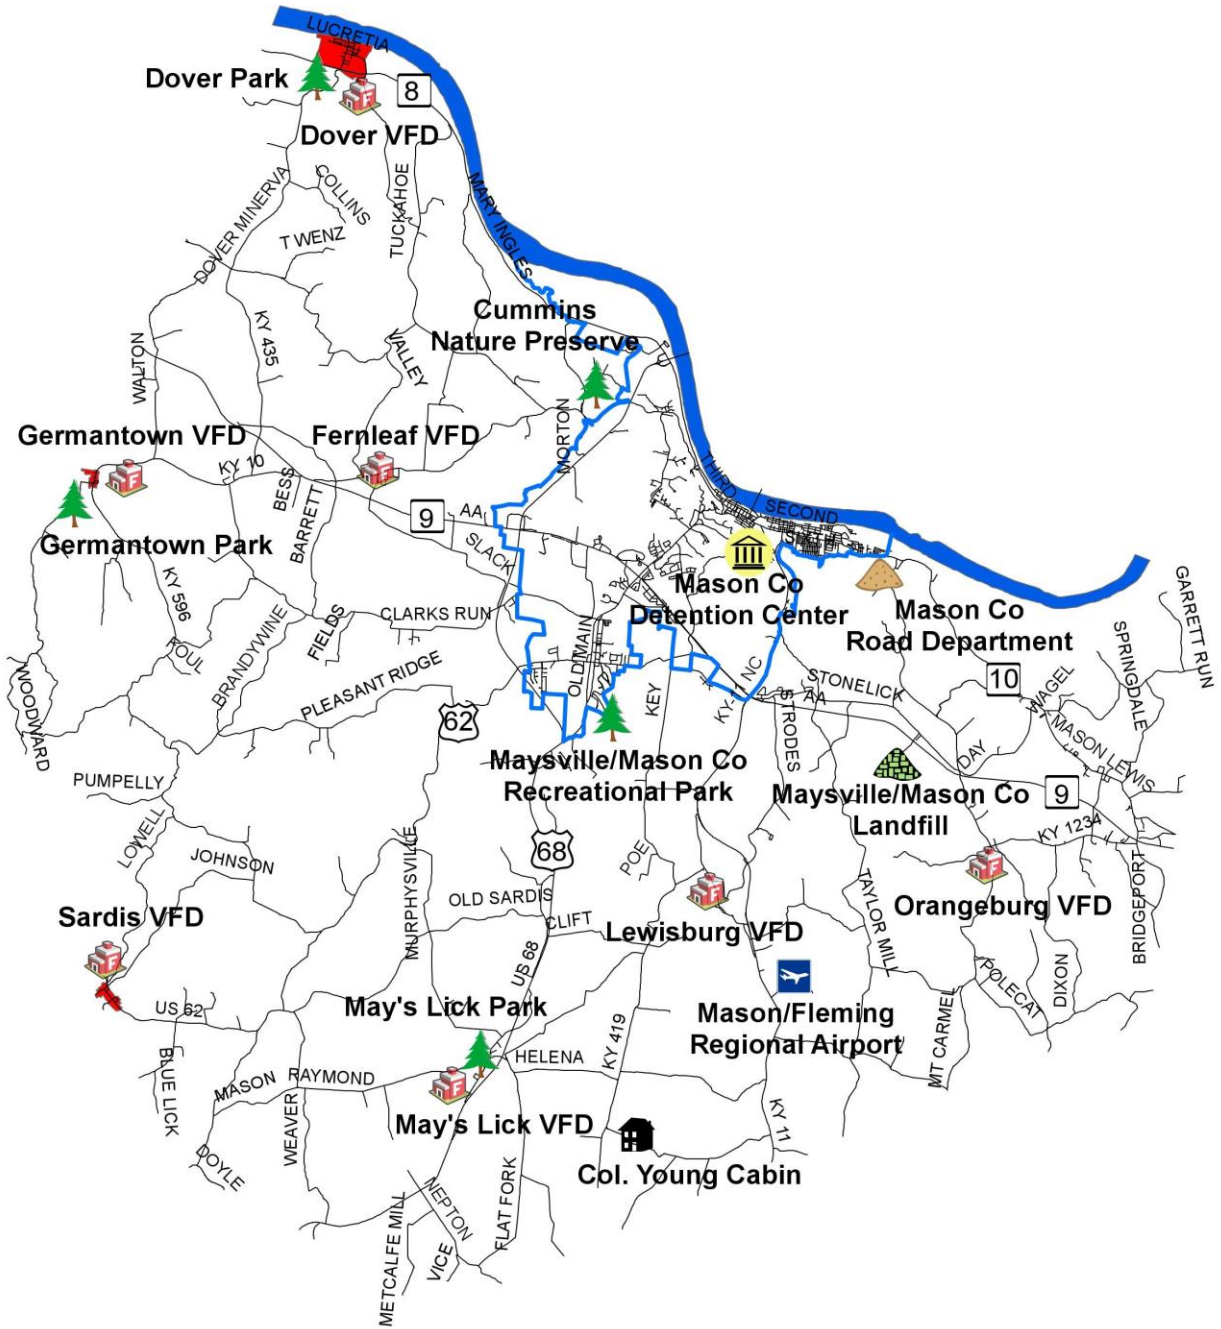 LUCRETIA
Dover Park
8
Dover VFD
DOVER MINERVA
COLLINS
TUCKAHOE
MARY INGLES
T WENZ
Cummins
Nature Preserve
KY 435
WALTON
VALLEY
MORTON
Germantown VFD
Fernleaf VFD
KY 10
BESS
THIRD
SECOND
9
AA
SIXTH
Germantown Park
BARRETT
SLACK
KY 596
Mason Co
Detention Center
Mason Co
Road Department
GARRETT RUN
CLARKS RUN
FIELDS
BRANDYWINE
FOUL
OLD MAIN
SPRINGDALE
WOODWARD
PLEASANT RIDGE
62
KEY
KY-11 NC
STONELICK
AA
STRODES
10
WAGEL
MASON LEWIS
Maysville/Mason Co
Recreational Park
DAY
PUMPELLY
Maysville/Mason Co
Landfill
9
LOWELL
JOHNSON
MURPHYSVILLE
68
POE
KY 1234
OLD SARDIS
CLIFT
TAYLOR MILL
BRIDGEPORT
Sardis VFD
Lewisburg VFD
Orangeburg VFD
US 68
US 62
May's Lick Park
Mason/Fleming
Regional Airport
POLECAT
DIXON
MT CARMEL
HELENA
KY 419
BLUE LICK
MASON
RAYMOND
WEAVER
May's Lick VFD
KY 11
DOYLE
Col. Young Cabin
METCALFE MILL
NEPTON
VICE
FLAT FORK